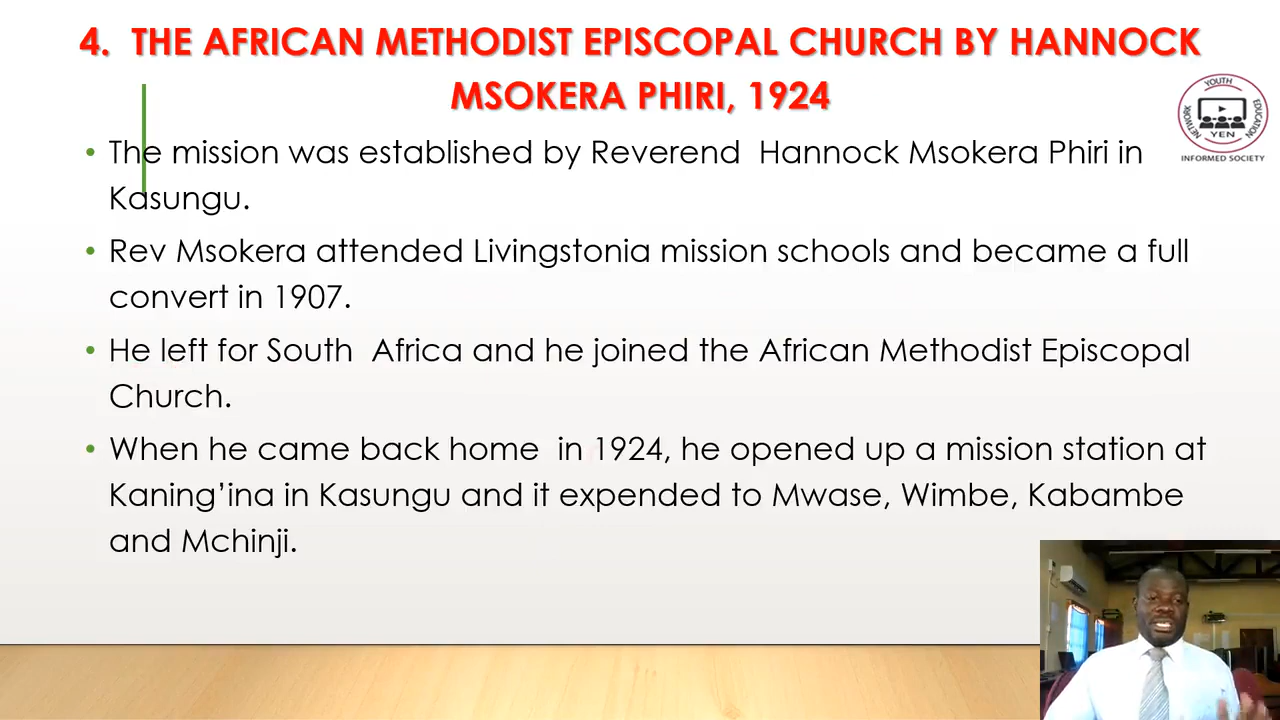 4. THE AFRICAN METHODIST EPISCOPAL CHURCH BY HANNOCK
MSOKERA PHIRI, 1924
• The mission was established by Reverend Hannock Msokera Phiri in
Kasungu.
• Rev Msokera attended Livingstonia mission schools and became a full
convert in 1907.
• He left for South Africa and he joined the African Methodist Episcopal
Church.
• When he came back home in 1924, he opened up a mission station at
Kaning’ina in Kasungu and it expended to Mwase, Wimbe, Kabambe
and Mchinji.
YOUTH
EDUCATION
NETWORK
YEN
INFORMED SOCIETY